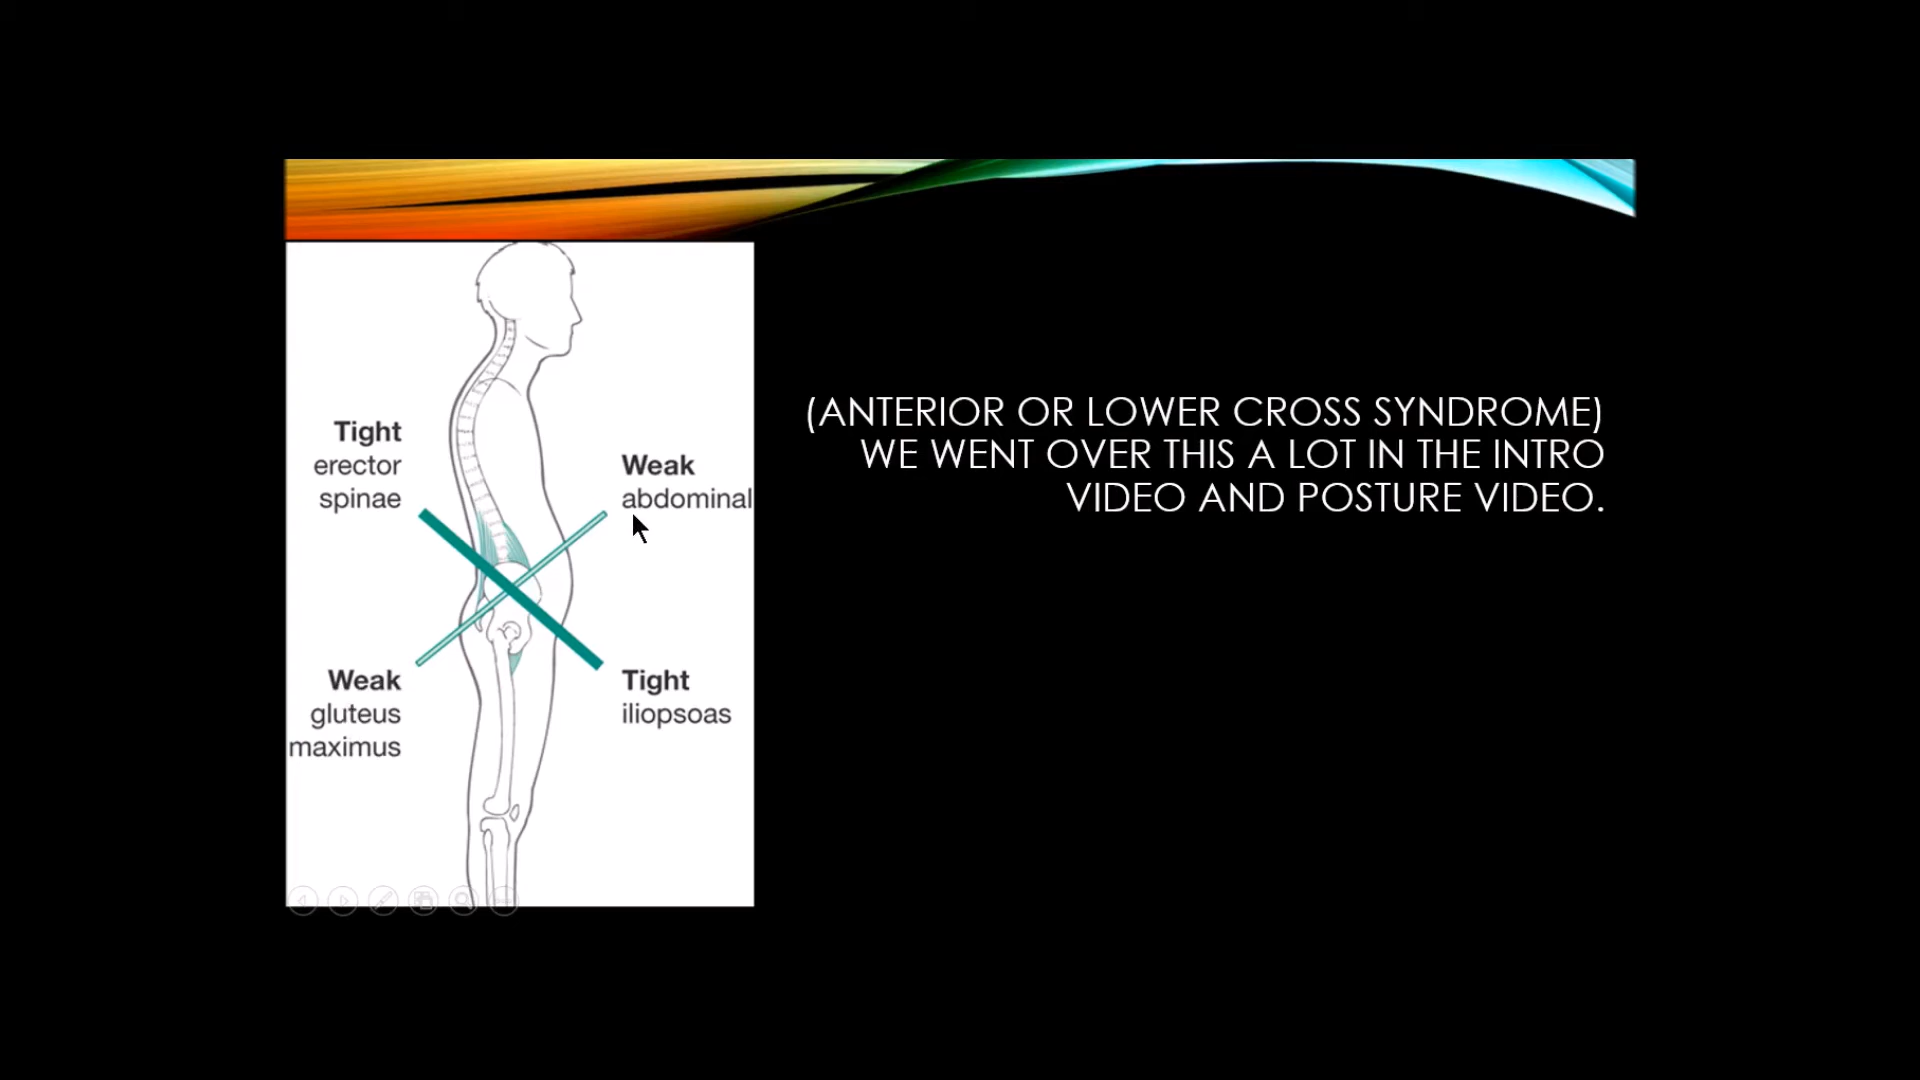 Tight
erector
spinae
Weak
abdominal
Weak
gluteus
maximus
Tight
iliopsoas
(ANTERIOR OR LOWER CROSS SYNDROME)
WE WENT OVER THIS A LOT IN THE INTRO
VIDEO AND POSTURE VIDEO.